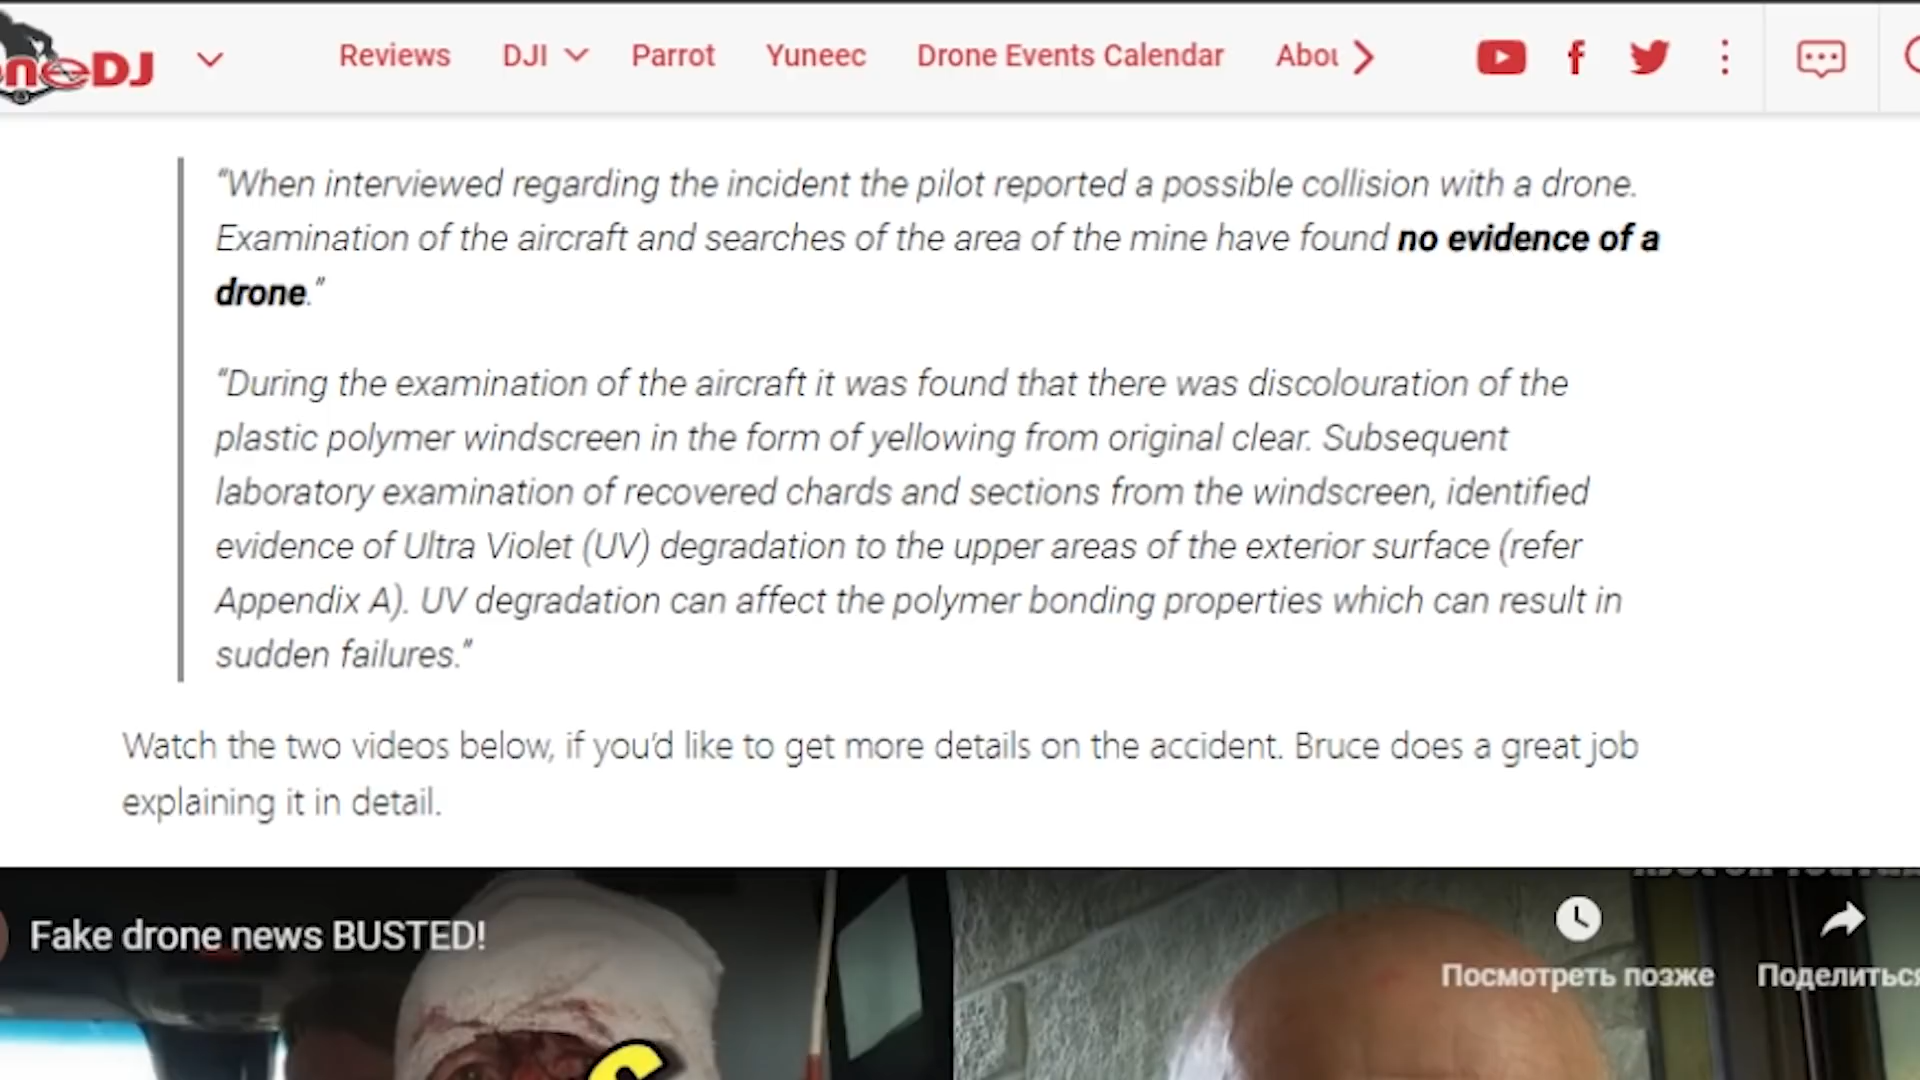 neDJ
Reviews DJI Parrot Yuneec Drone Events Calendar Abou
“When interviewed regarding the incident the pilot reported a possible collision with a drone.
Examination of the aircraft and searches of the area of the mine have found no evidence of a
drone.”
“During the examination of the aircraft it was found that there was discolouration of the
plastic polymer windscreen in the form of yellowing from original clear. Subsequent
laboratory examination of recovered chards and sections from the windscreen, identified
evidence of Ultra Violet (UV) degradation to the upper areas of the exterior surface (refer
Appendix A). UV degradation can affect the polymer bonding properties which can result in
sudden failures.”
Watch the two videos below, if you’d like to get more details on the accident. Bruce does a great job
explaining it in detail.
Fake drone news BUSTED!
Посмотреть позже Поделиться